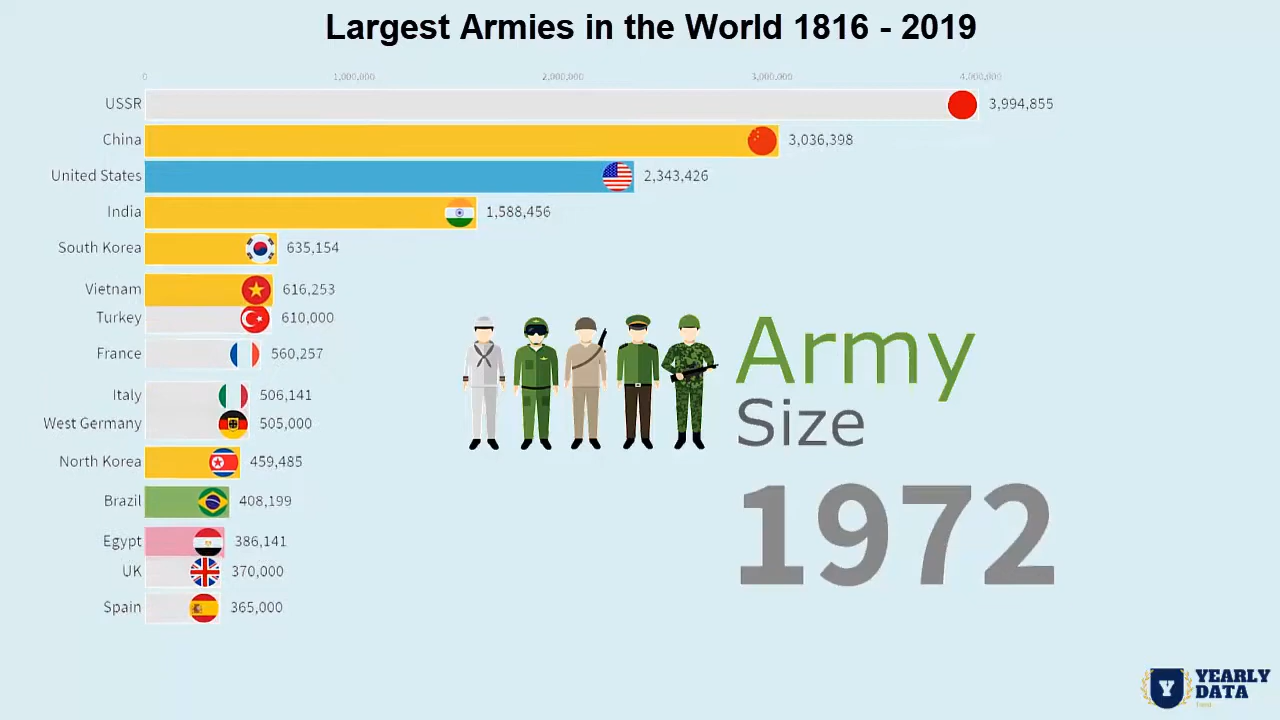 Largest Armies in the World 1816 - 2019
0 1,000,000 2,000,000 3,000,000 4,000,000
USSR 3,994,855
China 3,036,398
United States 2,343,426
India 1,588,456
South Korea 635,154
Vietnam 616,253
Turkey 610,000
France 560,257
Italy 506,141
West Germany 505,000
North Korea 459,485
Brazil 408,199
Egypt 386,141
UK 370,000
Spain 365,000
Army
Size
1972
Y
YEARLY
DATA
Trend